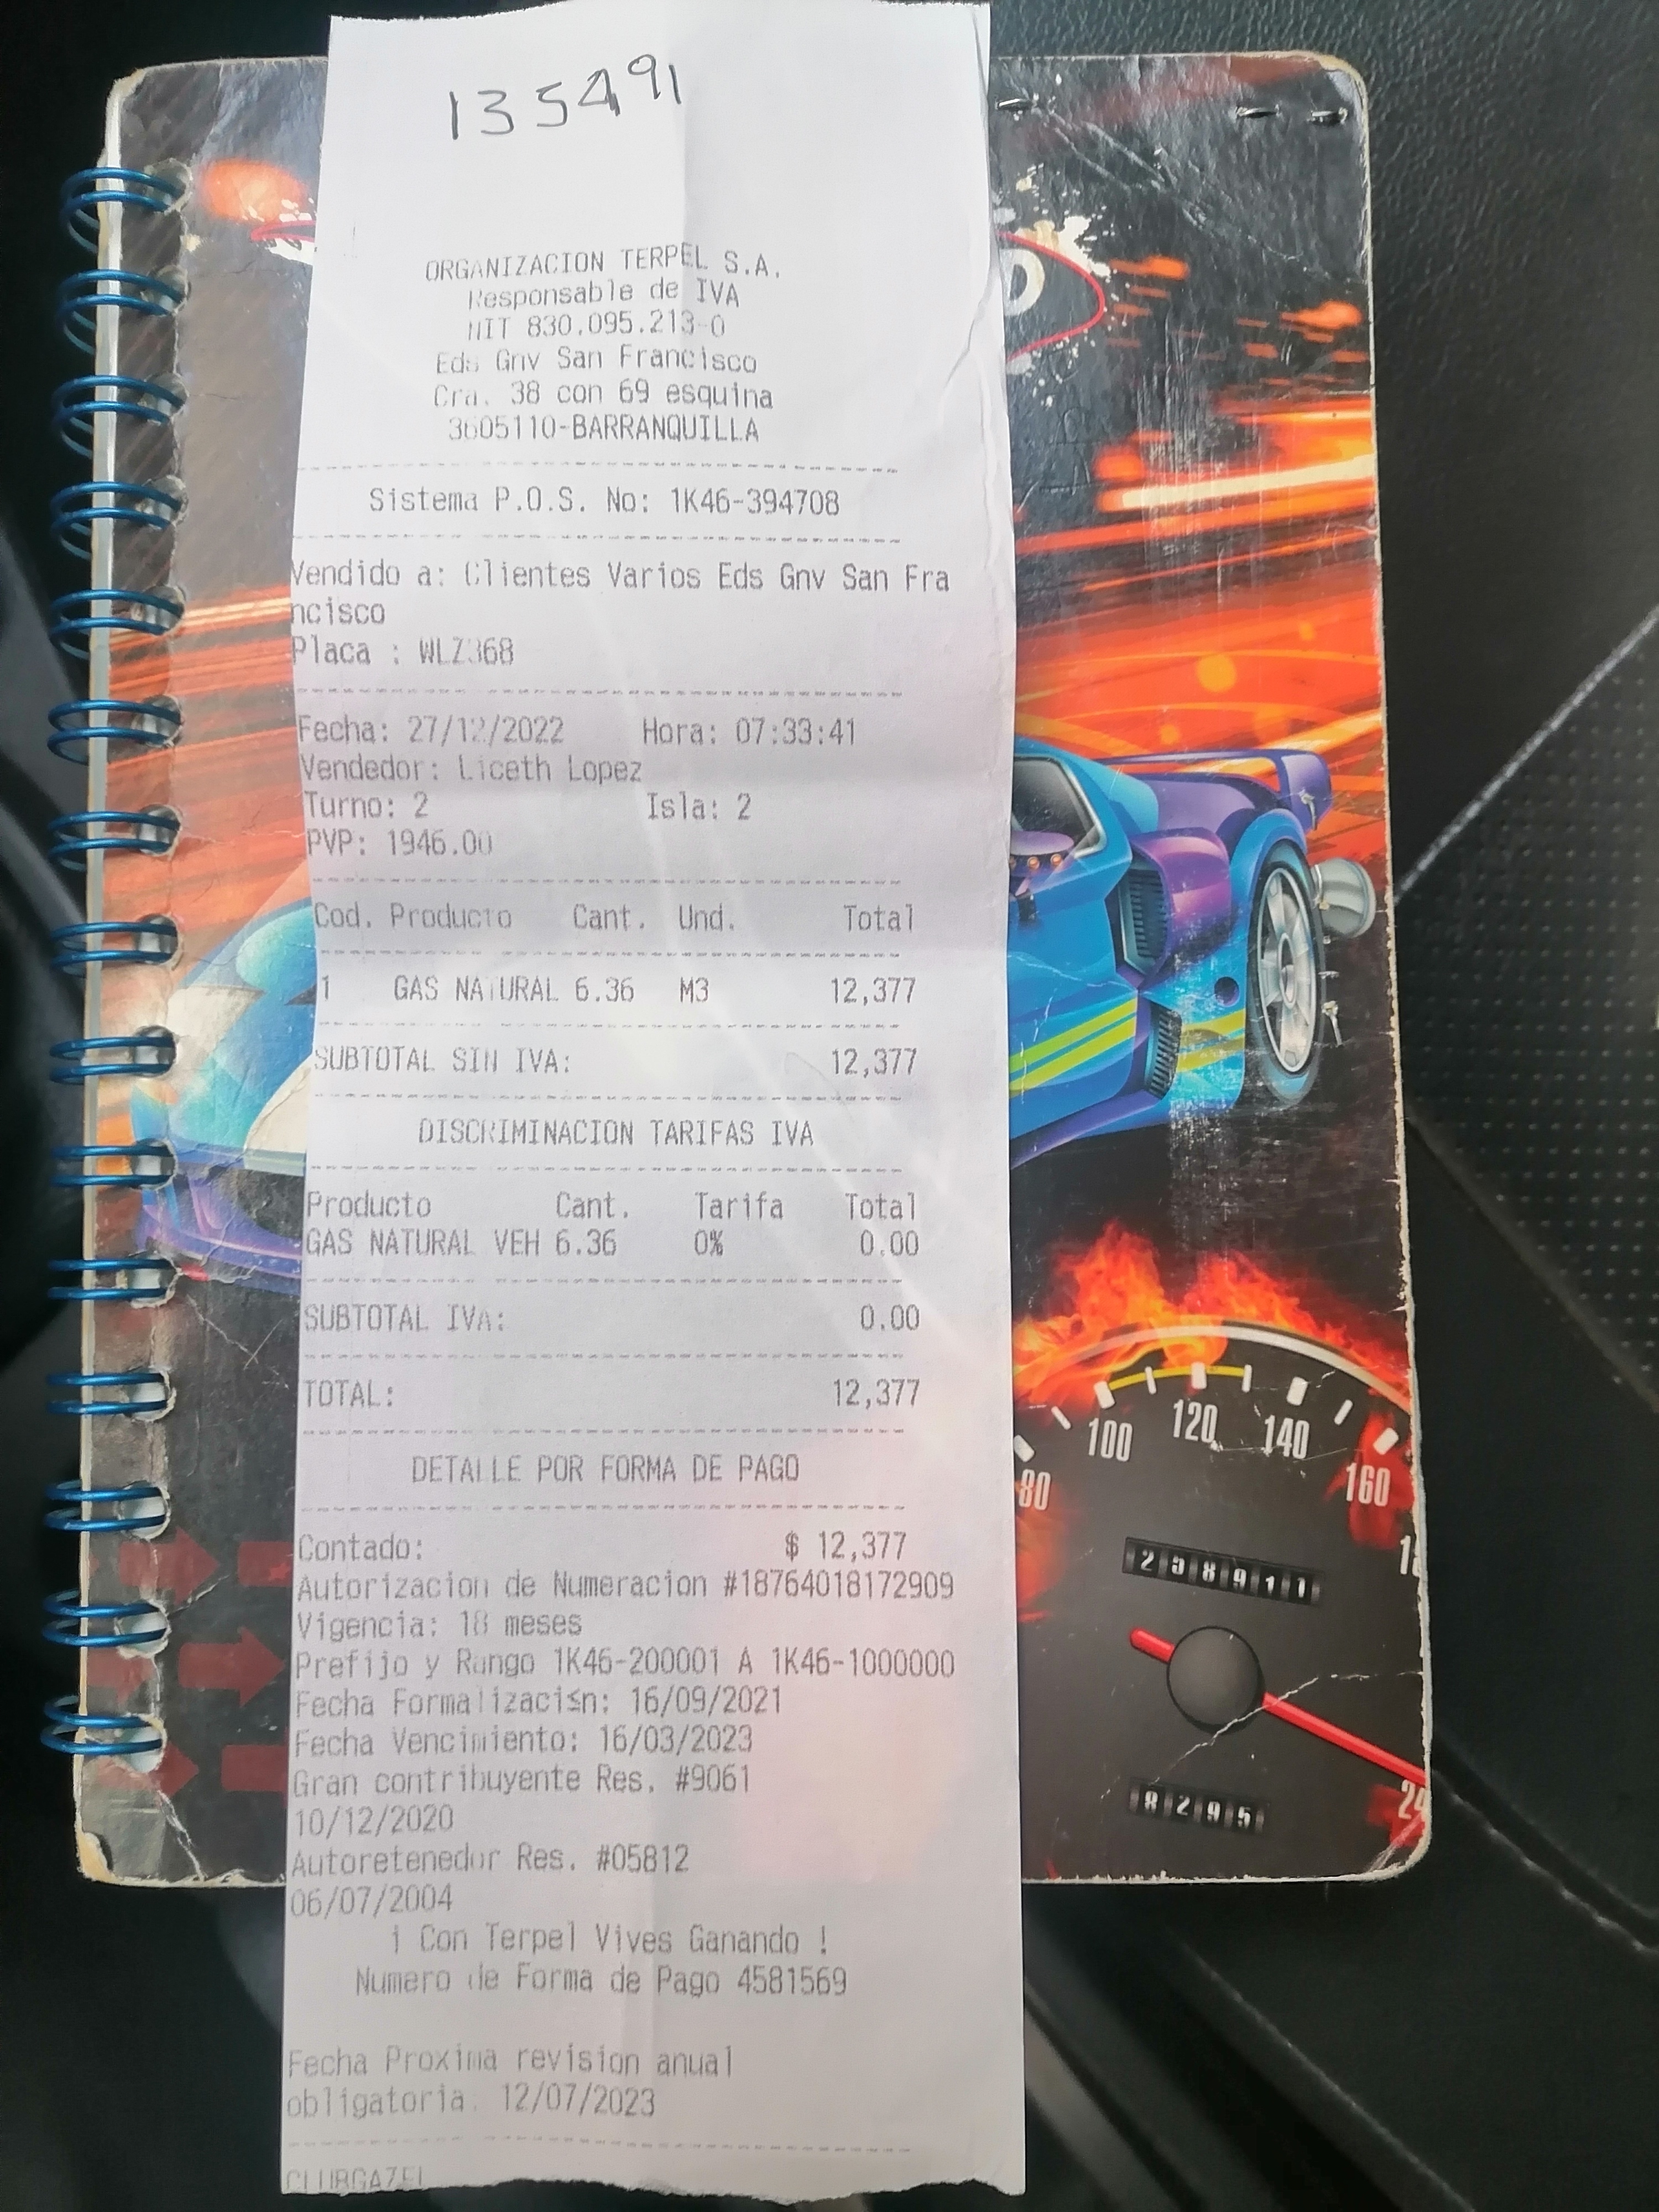 135491
ORGANIZACION TERPEL S.A.
Responsable de IVA
NIT 830.095.213-0
Eds Gnv San Francisco
Cra. 38 con 69 esquina
3605110-BARRANQUILLA
Sistema P.O.S. No: 1K46-394708
Vendido a: Clientes Varios Eds Gnv San Fra
ncisco
Placa : WLZ368
Fecha: 27/12/2022 Hora: 07:33:41
Vendedor: Liceth Lopez
Turno: 2 Isla: 2
PVP: 1946.00
Cod. Producto Cant. Und. Total
1 GAS NATURAL 6.36 M3 12,377
SUBTOTAL SIN IVA: 12,377
DISCRIMINACION TARIFAS IVA
Producto Cant. Tarifa Total
GAS NATURAL VEH 6.36 0% 0.00
SUBTOTAL IVA: 0.00
TOTAL: 12,377
DETALLE POR FORMA DE PAGO
Contado: $ 12,377
Autorizacion de Numeracion #18764018172909
Vigencia: 18 meses
Prefijo y Rango 1K46-200001 A 1K46-1000000
Fecha Formalizaci≤n: 16/09/2021
Fecha Vencimiento: 16/03/2023
Gran contribuyente Res. #9061
10/12/2020
Autoretenedor Res. #05812
06/07/2004
¡ Con Terpel Vives Ganando !
Numero de Forma de Pago 4581569
Fecha Proxima revision anual
obligatoria: 12/07/2023
CLUBGAZEL
80 100 120 140 160
8295